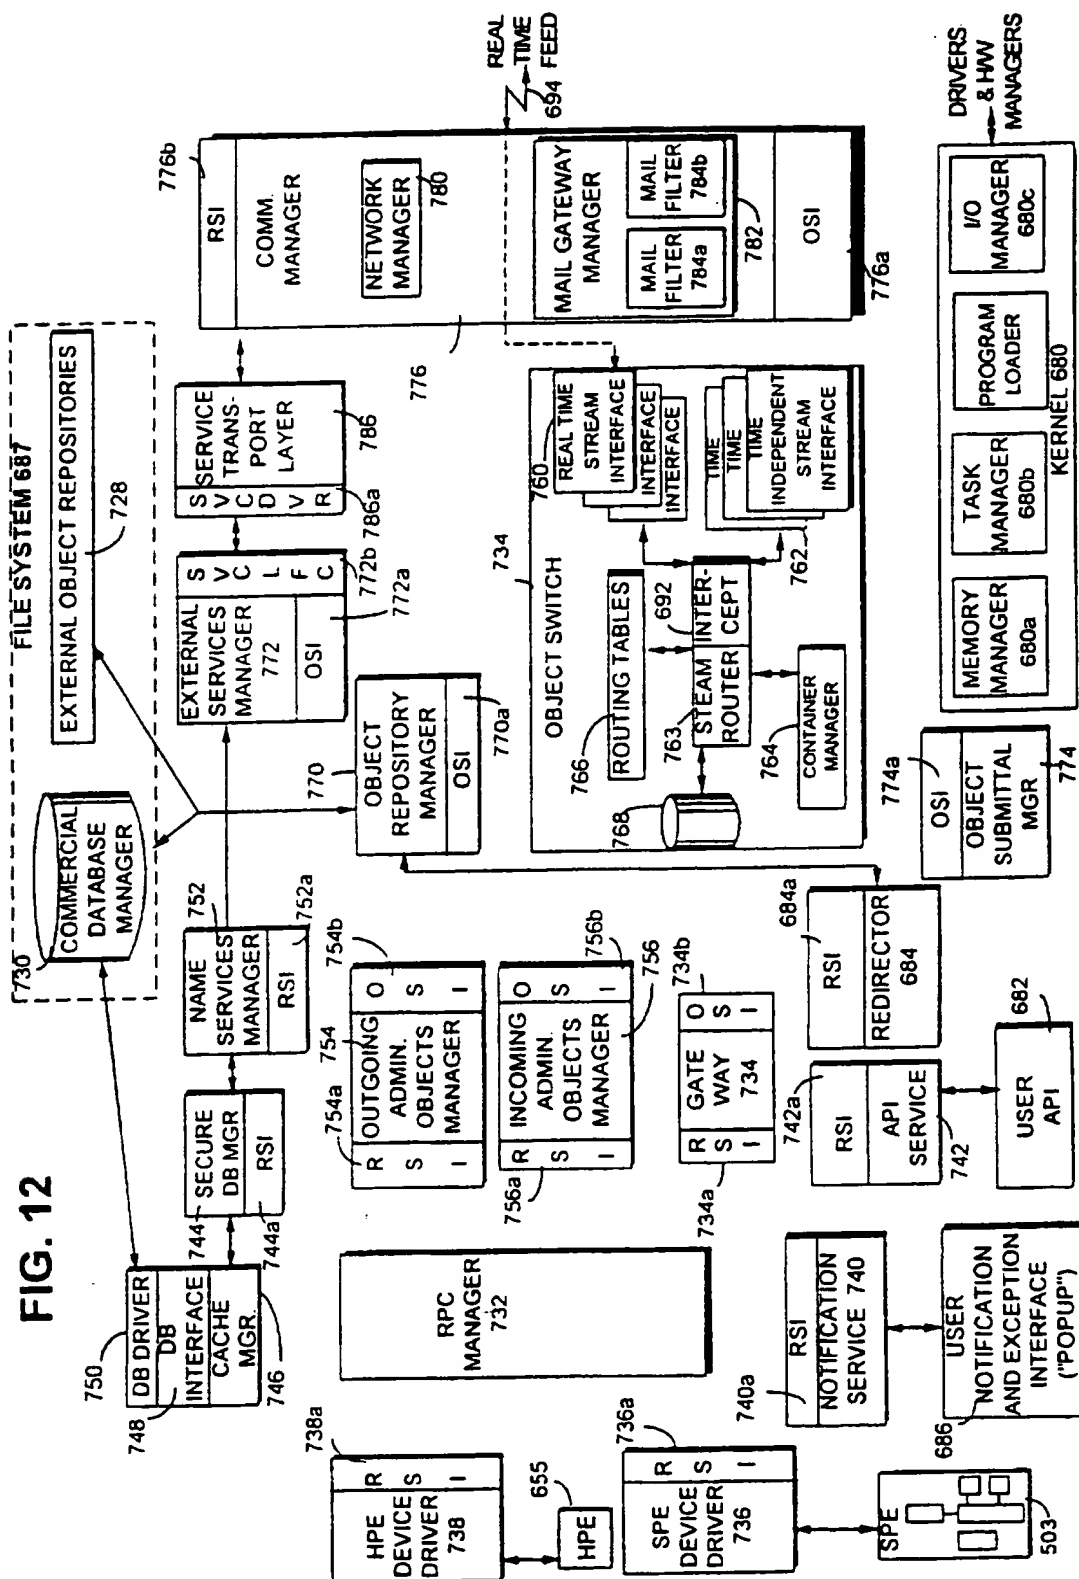 FIG. 12
FILE SYSTEM 687
730
COMMERCIAL
DATABASE
MANAGER
EXTERNAL OBJECT REPOSITORIES
728
750
DB DRIVER
DB
INTERFACE
CACHE
MGR.
748
746
744
SECURE
DB MGR
RSI
744a
NAME
SERVICES
MANAGER
RSI
752
752a
EXTERNAL
SERVICES
MANAGER
772
OSI
S
V
C
I
F
C
772b
772a
S
V
C
D
V
R
SERVICE
TRANS-
PORT
LAYER
786
786a
776b
RSI
COMM.
MANAGER
NETWORK
MANAGER
780
776
REAL
TIME
FEED
694
MAIL GATEWAY
MANAGER
MAIL
FILTER
784a
MAIL
FILTER
784b
782
OSI
776a
738a
HPE
DEVICE
DRIVER
738
R
S
I
655
HPE
736a
SPE
DEVICE
DRIVER
736
R
S
I
SPE
503
RPC
MANAGER
732
754a
754
754b
R
S
I
OUTGOING
ADMIN.
OBJECTS
MANAGER
O
S
I
756a
R
S
I
INCOMING
ADMIN.
OBJECTS
MANAGER
O
S
I
756b
756
734a
R
S
I
GATE
WAY
734
O
S
I
734b
770
OBJECT
REPOSITORY
MANAGER
OSI
770a
734
OBJECT SWITCH
760
REAL TIME
STREAM
INTERFACE
INTERFACE
INTERFACE
TIME
TIME
TIME
INDEPENDENT
STREAM
INTERFACE
762
766
ROUTING TABLES
692
763
STEAM
ROUTER
INTER-
CEPT
768
764
CONTAINER
MANAGER
740a
RSI
NOTIFICATION
SERVICE 740
686
USER
NOTIFICATION
AND EXCEPTION
INTERFACE
("POPUP")
742a
RSI
API
SERVICE
742
USER
API
682
684a
RSI
REDIRECTOR
684
774a
OSI
OBJECT
SUBMITTAL
MGR
774
MEMORY
MANAGER
680a
TASK
MANAGER
680b
PROGRAM
LOADER
I/O
MANAGER
680c
KERNEL 680
DRIVERS
& H/W
MANAGERS